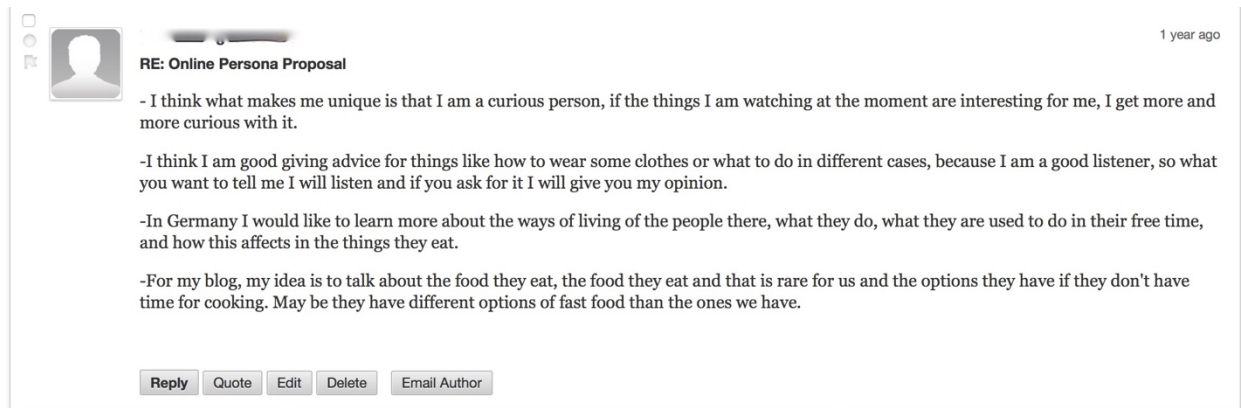 1 year ago
RE: Online Persona Proposal
- I think what makes me unique is that I am a curious person, if the things I am watching at the moment are interesting for me, I get more and
more curious with it.
-I think I am good giving advice for things like how to wear some clothes or what to do in different cases, because I am a good listener, so what
you want to tell me I will listen and if you ask for it I will give you my opinion.
-In Germany I would like to learn more about the ways of living of the people there, what they do, what they are used to do in their free time,
and how this affects in the things they eat.
-For my blog, my idea is to talk about the food they eat, the food they eat and that is rare for us and the options they have if they don't have
time for cooking. May be they have different options of fast food than the ones we have.
Reply Quote Edit Delete Email Author